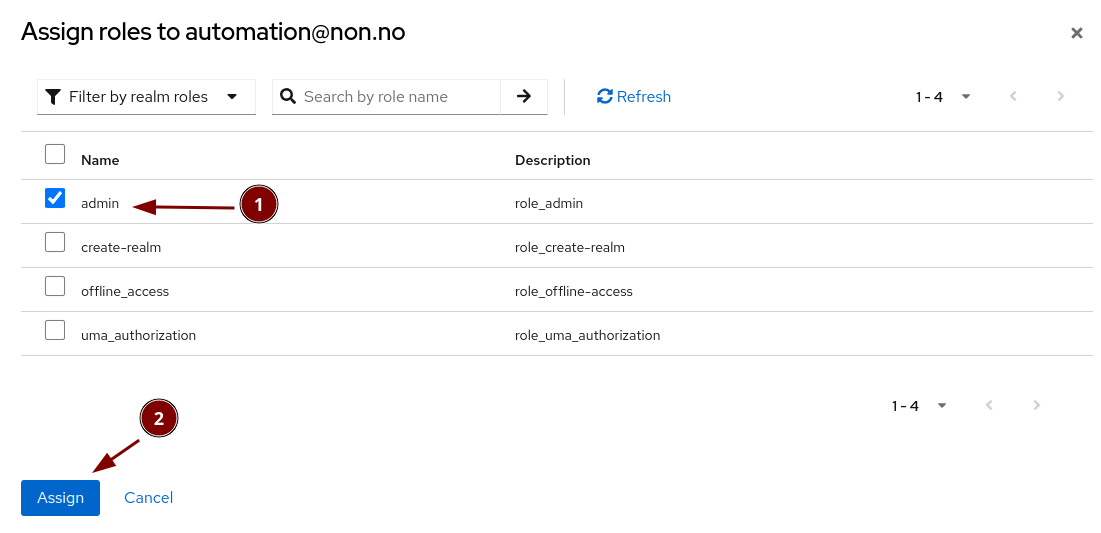 Assign roles to automation@non.no
Filter by realm roles
Search by role name
Refresh
1 - 4
Name Description
admin 1 role_admin
create-realm role_create-realm
offline_access role_offline-access
uma_authorization role_uma_authorization
1 - 4
2
Assign Cancel